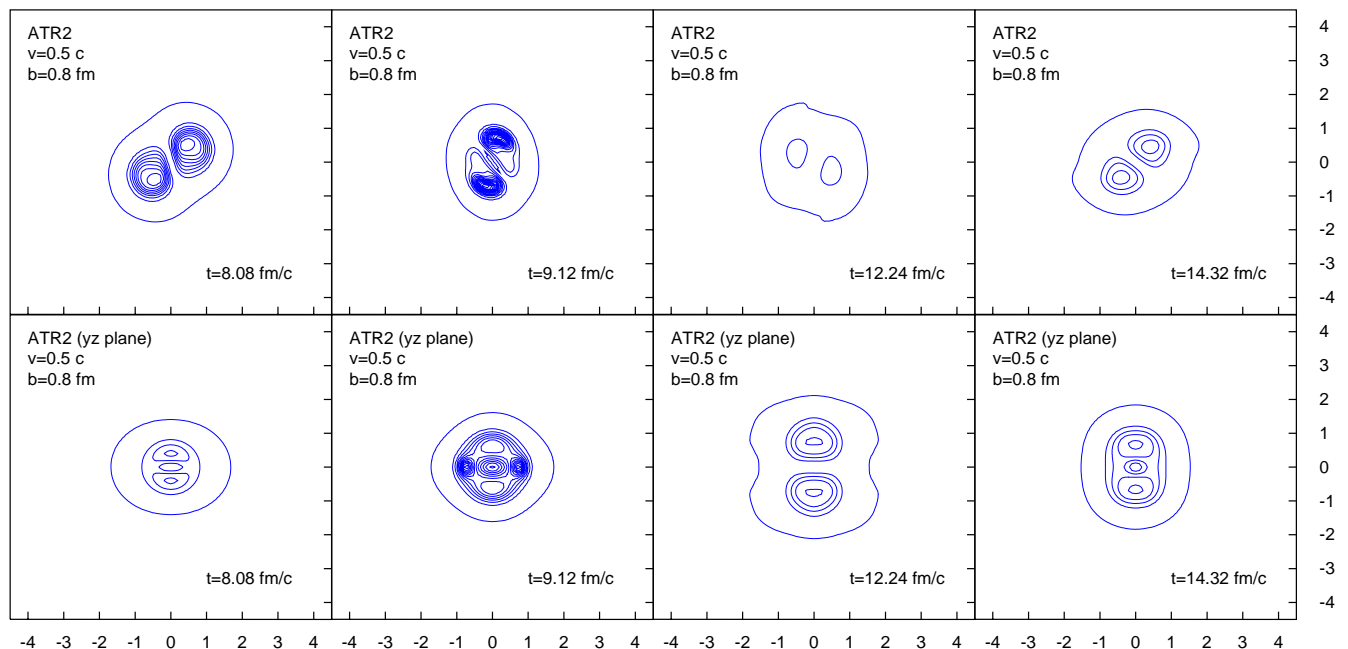 ATR2
v=0.5 c
b=0.8 fm
t=8.08 fm/c
ATR2
v=0.5 c
b=0.8 fm
t=9.12 fm/c
ATR2
v=0.5 c
b=0.8 fm
t=12.24 fm/c
ATR2
v=0.5 c
b=0.8 fm
t=14.32 fm/c
4
3
2
1
0
-1
-2
-3
-4
ATR2 (yz plane)
v=0.5 c
b=0.8 fm
t=8.08 fm/c
ATR2 (yz plane)
v=0.5 c
b=0.8 fm
t=9.12 fm/c
ATR2 (yz plane)
v=0.5 c
b=0.8 fm
t=12.24 fm/c
ATR2 (yz plane)
v=0.5 c
b=0.8 fm
t=14.32 fm/c
4
3
2
1
0
-1
-2
-3
-4
-4 -3 -2 -1 0 1 2 3 4 -4 -3 -2 -1 0 1 2 3 4 -4 -3 -2 -1 0 1 2 3 4 -4 -3 -2 -1 0 1 2 3 4